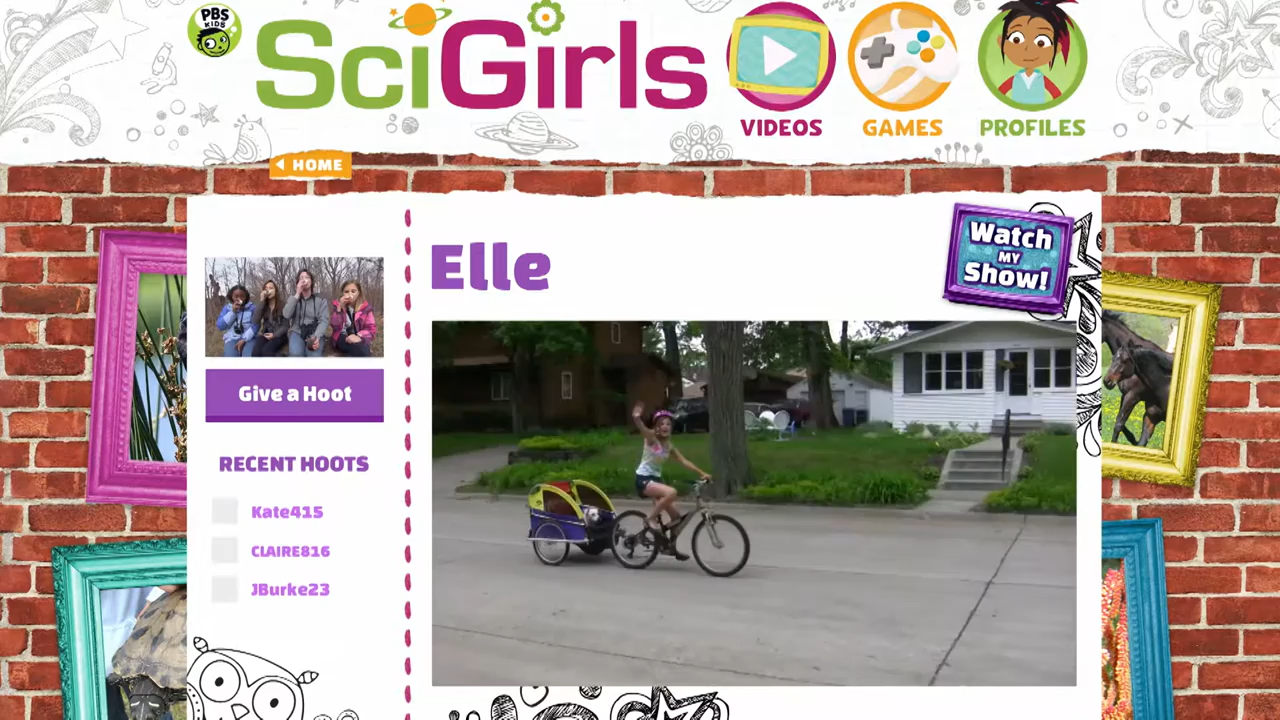 PBS
KIDS
SciGirls
VIDEOS
GAMES
PROFILES
HOME
Elle
Watch
MY
Show!
Give a Hoot
RECENT HOOTS
Kate415
CLAIRE816
JBurke23